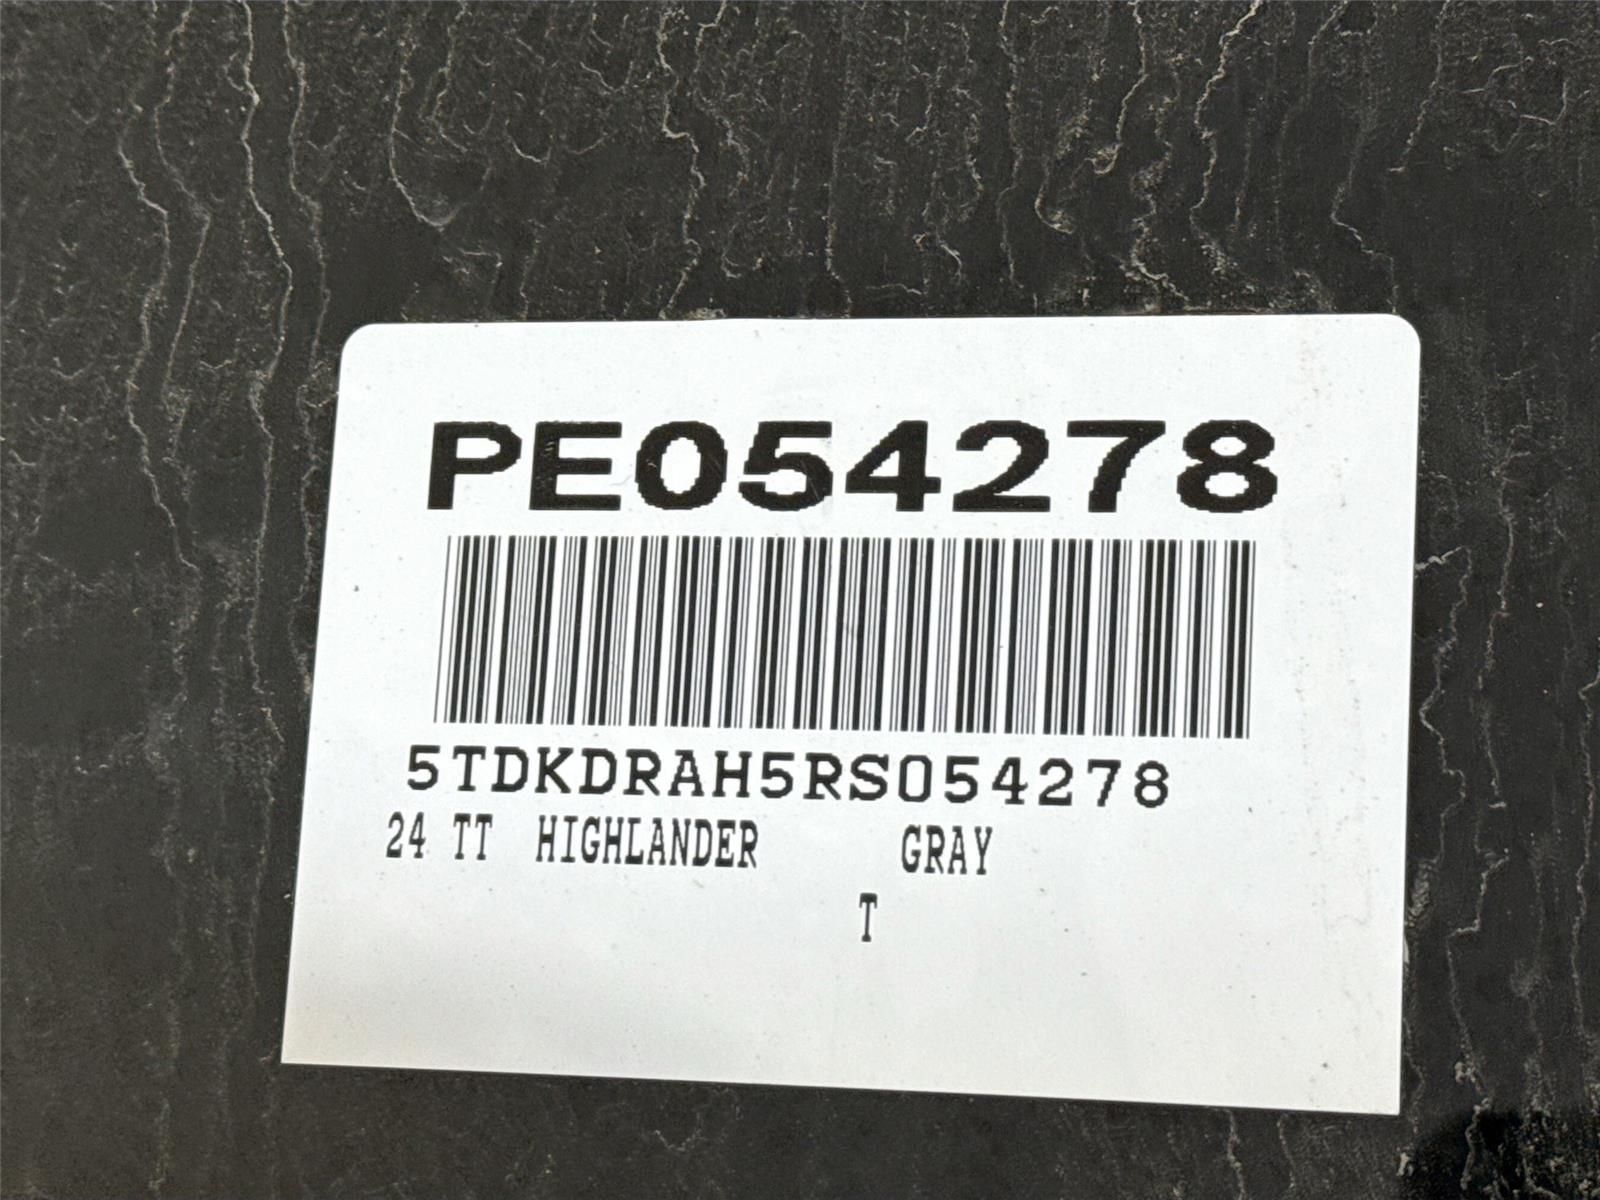 PE054278
5TDKDRAH5RS054278
24 TT HIGHLANDER GRAY
T